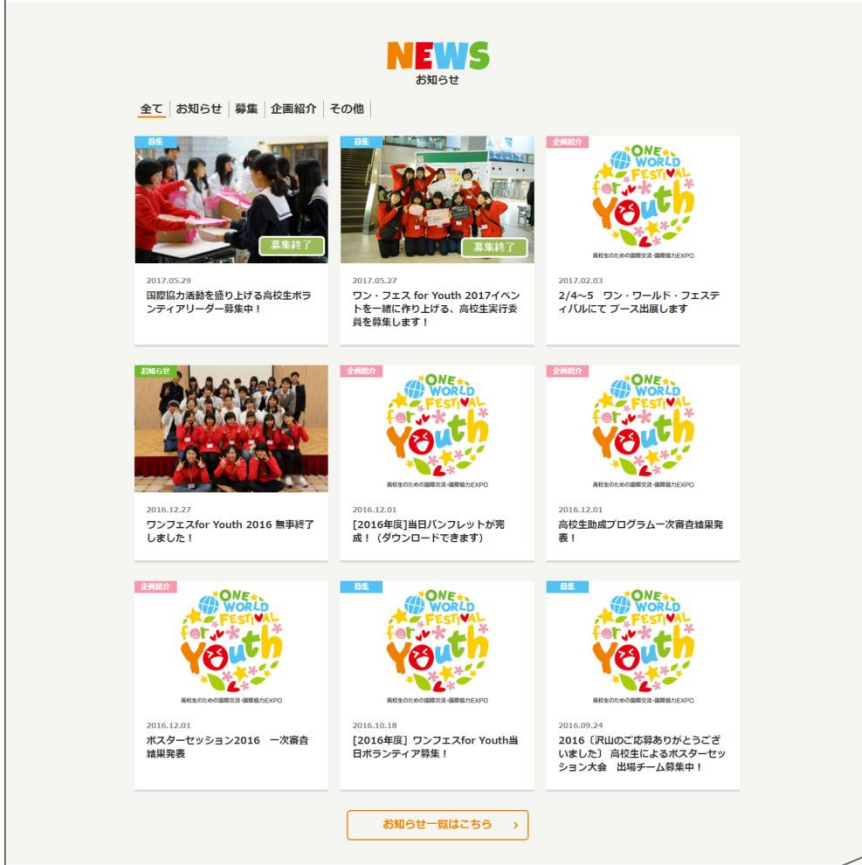 NEWS
お知らせ
全て
お知らせ
募集
企画紹介
その他
募集
募集終了
2017.05.29
国際協力活動を盛り上げる高校生ボラ
ンティアリーダー募集中！
募集
募集終了
2017.05.27
ワン・フェス for Youth 2017イベン
トを一緒に作り上げる、高校生実行委
員を募集します！
企画紹介
ONE
WORLD
FESTIVAL
for
Youth
高校生のための国際交流・国際協力EXPO
2017.02.03
2/4～5　ワン・ワールド・フェステ
ィバルにて ブース出展します
お知らせ
2016.12.27
ワンフェスfor Youth 2016 無事終了
しました！
企画紹介
ONE
WORLD
FESTIVAL
for
Youth
高校生のための国際交流・国際協力EXPO
2016.12.01
[2016年度]当日パンフレットが完
成！（ダウンロードできます）
企画紹介
ONE
WORLD
FESTIVAL
for
Youth
高校生のための国際交流・国際協力EXPO
2016.12.01
高校生助成プログラム一次審査結果発
表！
企画紹介
ONE
WORLD
FESTIVAL
for
Youth
高校生のための国際交流・国際協力EXPO
2016.12.01
ポスターセッション2016　一次審査
結果発表
募集
ONE
WORLD
FESTIVAL
for
Youth
高校生のための国際交流・国際協力EXPO
2016.10.18
[2016年度] ワンフェスfor Youth当
日ボランティア募集！
募集
ONE
WORLD
FESTIVAL
for
Youth
高校生のための国際交流・国際協力EXPO
2016.09.24
2016〔沢山のご応募ありがとうござ
いました〕 高校生によるポスターセッ
ション大会　出場チーム募集中！
お知らせ一覧はこちら